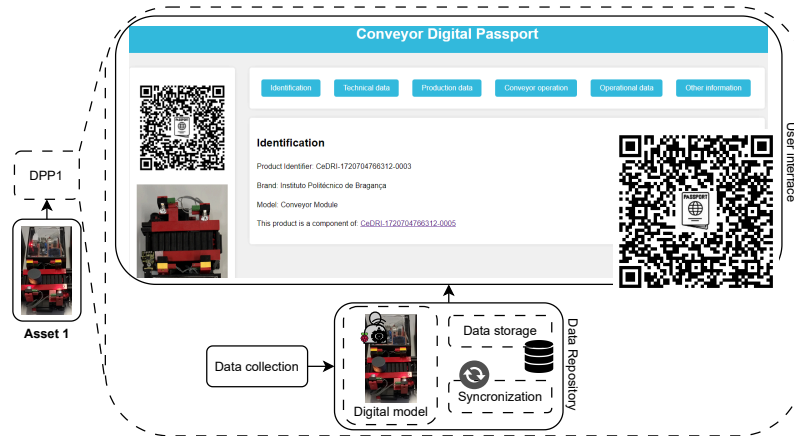 Conveyor Digital Passport
Identification
Technical data
Production data
Conveyor operation
Operational data
Other information
Identification
Product Identifier: CeDRI-1720704766312-0003
Brand: Instituto Politécnico de Bragança
Model: Conveyor Module
This product is a component of: CeDRI-1720704766312-0005
PASSPORT
User interface
DPP1
Asset 1
Data collection
Digital model
Data storage
Syncronization
Data Repository